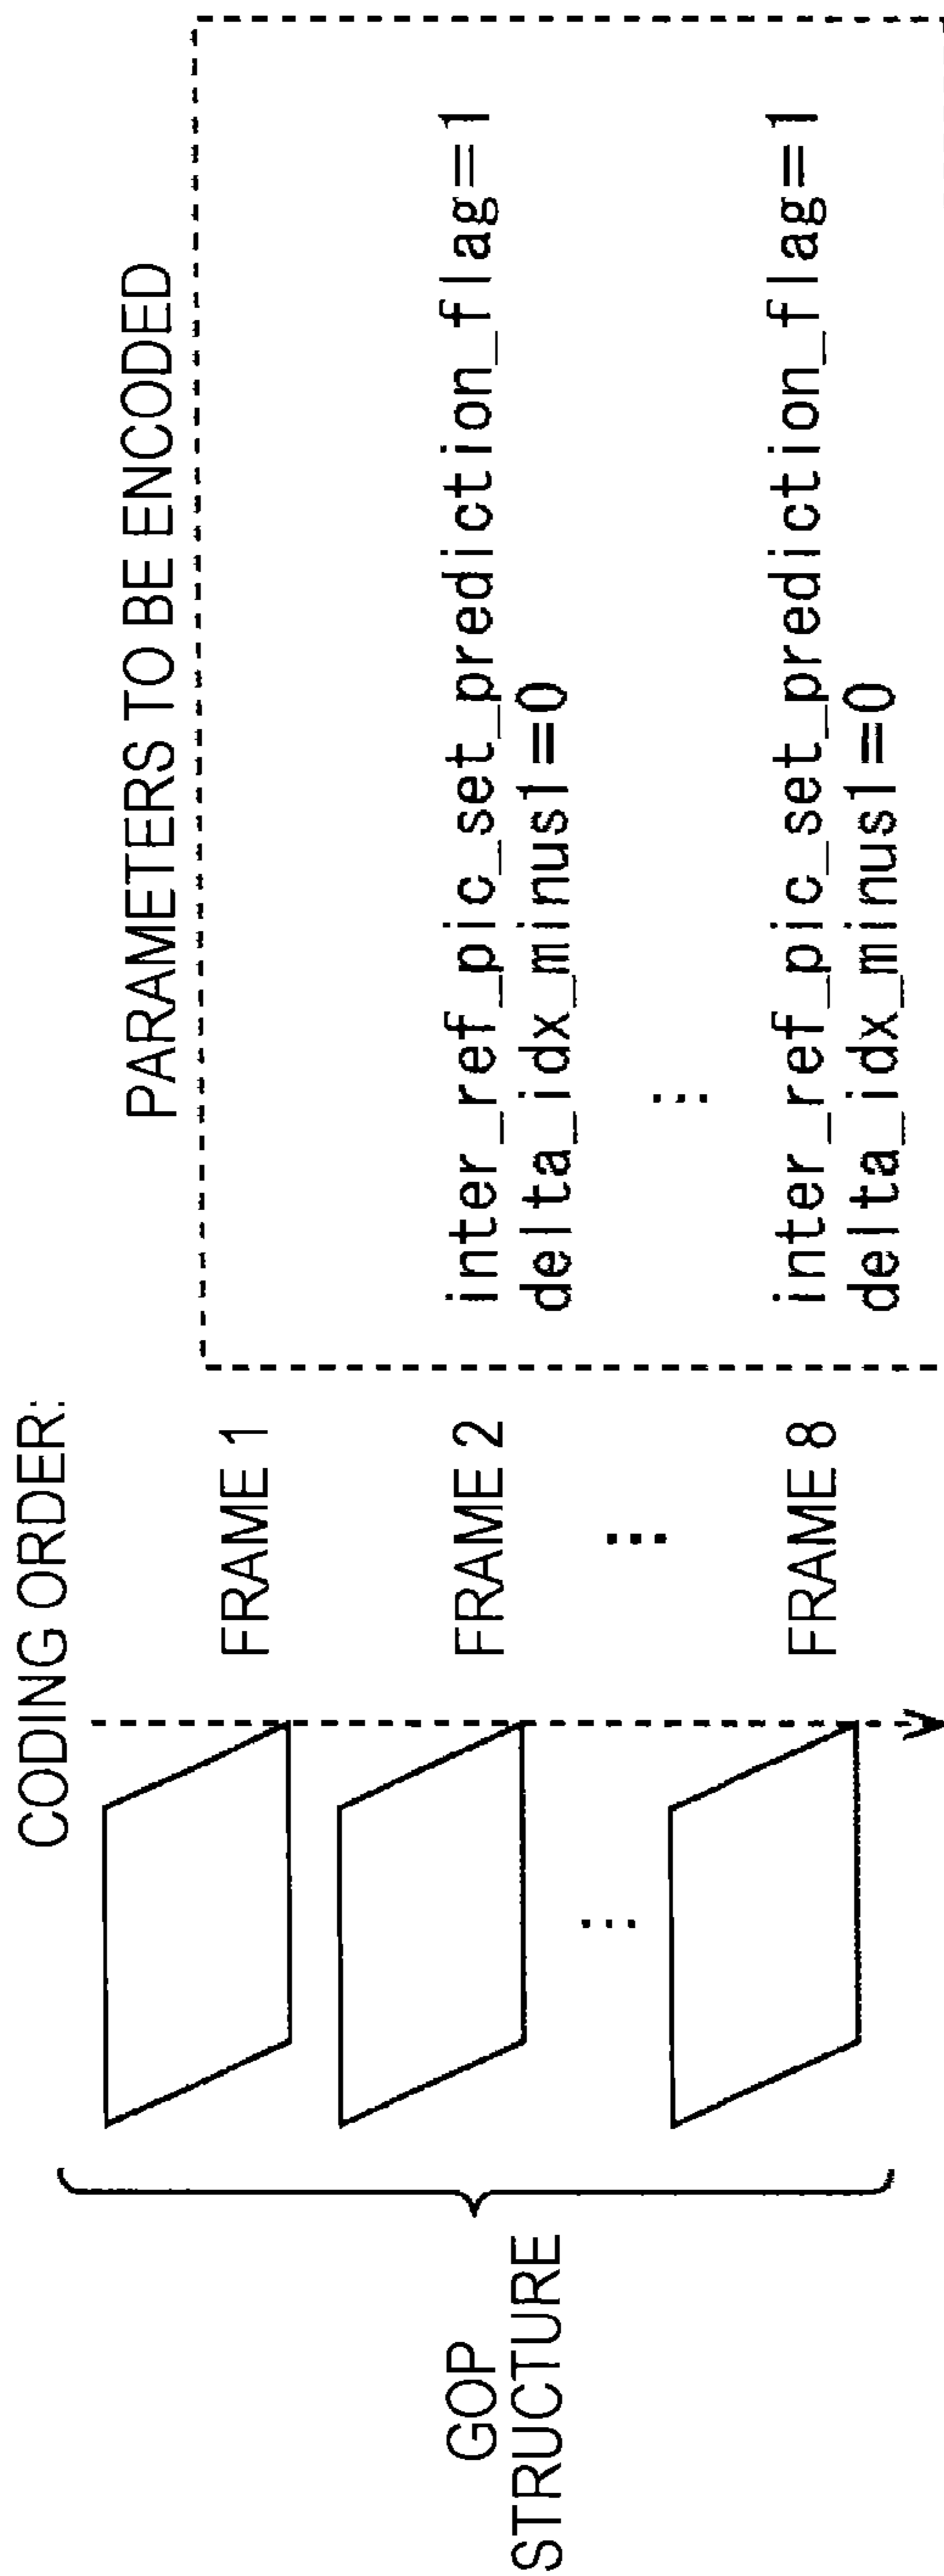 CODING ORDER:
PARAMETERS TO BE ENCODED
GOP
STRUCTURE
FRAME 1
FRAME 2
inter_ref_pic_set_prediction_flag=1
delta_idx_minus1=0
⋮
⋮
⋮
FRAME 8
inter_ref_pic_set_prediction_flag=1
delta_idx_minus1=0